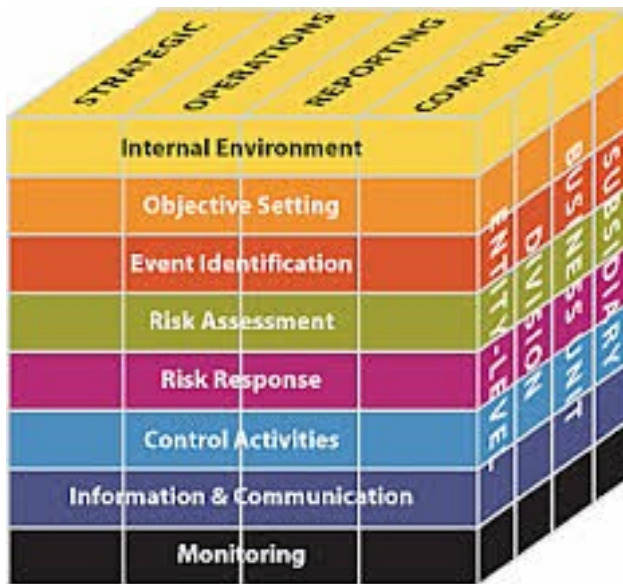 STRATEGIC
OPERATIONS
REPORTING
COMPLIANCE
Internal Environment
Objective Setting
Event Identification
Risk Assessment
Risk Response
Control Activities
Information & Communication
Monitoring
ENTITY-LEVEL
DIVISION
BUSINESS UNIT
SUBSIDIARY